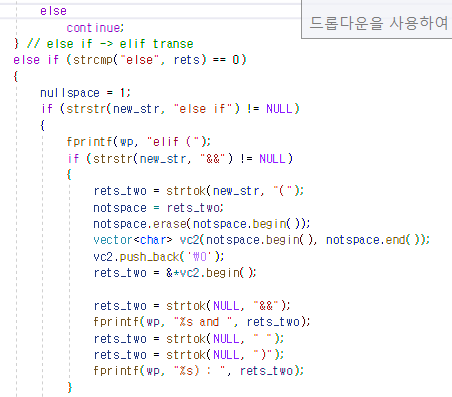 else
continue;
드롭다운을 사용하여
} // else if -> elif transe
else if (strcmp("else", rets) == 0)
{
nullspace = 1;
if (strstr(new_str, "else if") != NULL)
{
fprintf(wp, "elif (");
if (strstr(new_str, "&&") != NULL)
{
rets_two = strtok(new_str, "(");
notspace = rets_two;
notspace.erase(notspace.begin());
vector<char> vc2(notspace.begin(), notspace.end());
vc2.push_back('₩0');
rets_two = &*vc2.begin();
rets_two = strtok(NULL, "&&");
fprintf(wp, "%s and ", rets_two);
rets_two = strtok(NULL, " ");
rets_two = strtok(NULL, ")");
fprintf(wp, "%s) : ", rets_two);
}